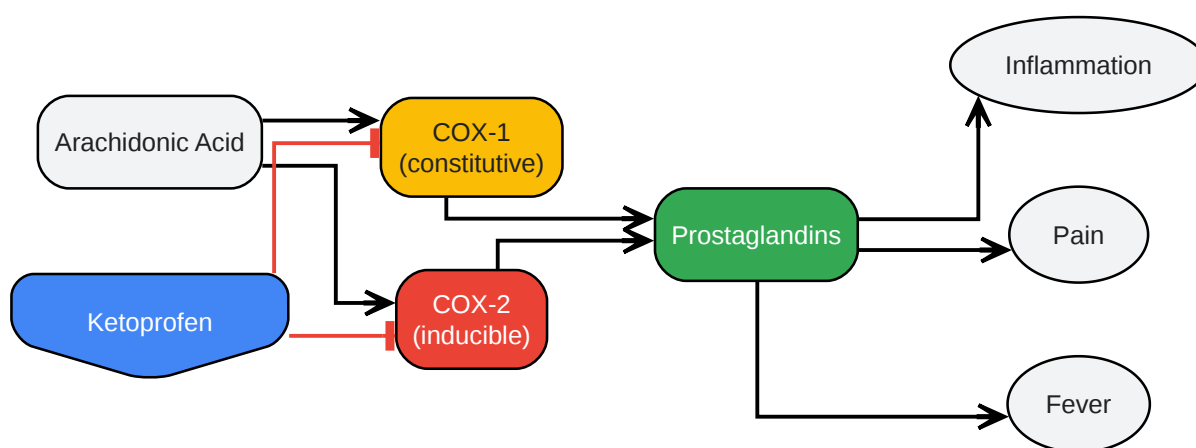 Arachidonic Acid
Ketoprofen
COX-1
(constitutive)
COX-2
(inducible)
Prostaglandins
Inflammation
Pain
Fever